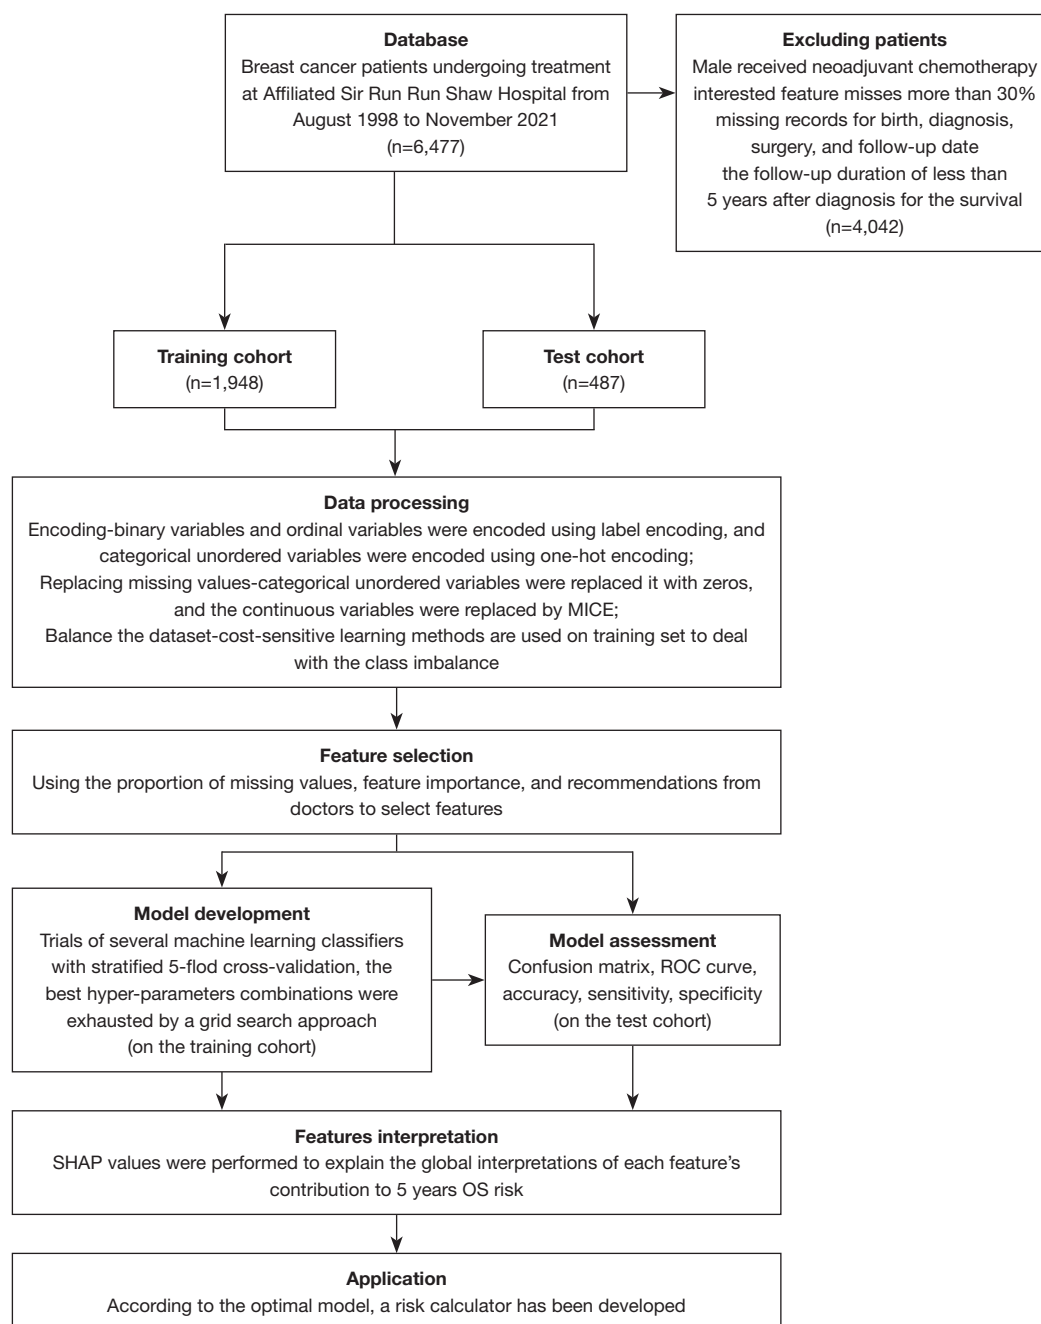 Database
Breast cancer patients undergoing treatment
at Affiliated Sir Run Run Shaw Hospital from
August 1998 to November 2021
(n=6,477)
Excluding patients
Male received neoadjuvant chemotherapy
interested feature misses more than 30%
missing records for birth, diagnosis,
surgery, and follow-up date
the follow-up duration of less than
5 years after diagnosis for the survival
(n=4,042)
Training cohort
(n=1,948)
Test cohort
(n=487)
Data processing
Encoding-binary variables and ordinal variables were encoded using label encoding, and
categorical unordered variables were encoded using one-hot encoding;
Replacing missing values-categorical unordered variables were replaced it with zeros,
and the continuous variables were replaced by MICE;
Balance the dataset-cost-sensitive learning methods are used on training set to deal
with the class imbalance
Feature selection
Using the proportion of missing values, feature importance, and recommendations from
doctors to select features
Model development
Trials of several machine learning classifiers
with stratified 5-flod cross-validation, the
best hyper-parameters combinations were
exhausted by a grid search approach
(on the training cohort)
Model assessment
Confusion matrix, ROC curve,
accuracy, sensitivity, specificity
(on the test cohort)
Features interpretation
SHAP values were performed to explain the global interpretations of each feature's
contribution to 5 years OS risk
Application
According to the optimal model, a risk calculator has been developed